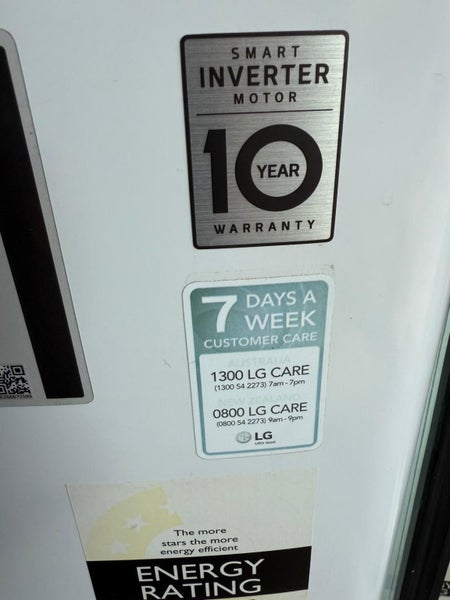 SMART
INVERTER
MOTOR
10
YEAR
WARRANTY
7 DAYS A
WEEK
CUSTOMER CARE
AUSTRALIA
1300 LG CARE
(1300 54 2273) 7am - 7pm
NEW ZEALAND
0800 LG CARE
(0800 54 2273) 9am - 9pm
LG
Life's Good
The more
stars the more
energy efficient
ENERGY
RATING